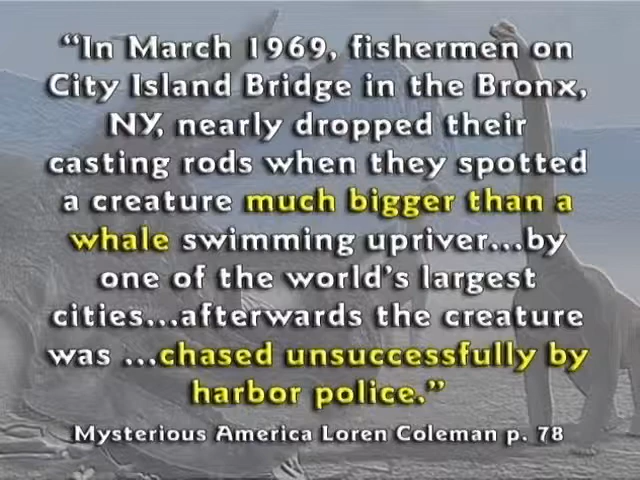 “In March 1969, fishermen on
City Island Bridge in the Bronx,
NY, nearly dropped their
casting rods when they spotted
a creature much bigger than a
whale swimming upriver...by
one of the world’s largest
cities...afterwards the creature
was ...chased unsuccessfully by
harbor police.”
Mysterious America Loren Coleman p. 78